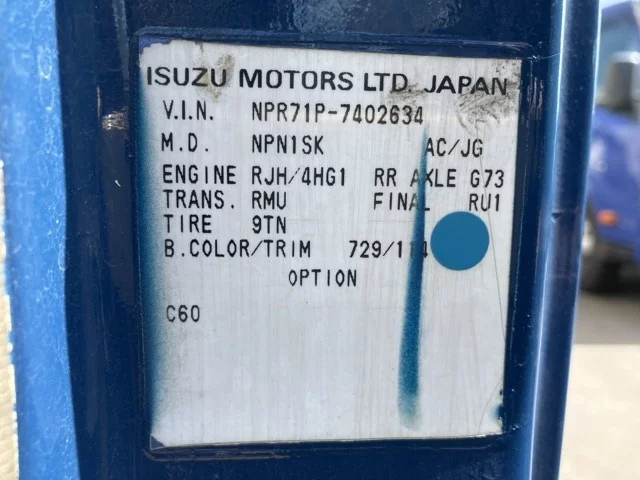 ISUZU MOTORS LTD. JAPAN
V.I.N. NPR71P-7402634
M.D. NPN1SK AC/JG
ENGINE RJH/4HG1 RR AXLE G73
TRANS. RMU FINAL RU1
TIRE 9TN
B.COLOR/TRIM 729/114
OPTION
C60